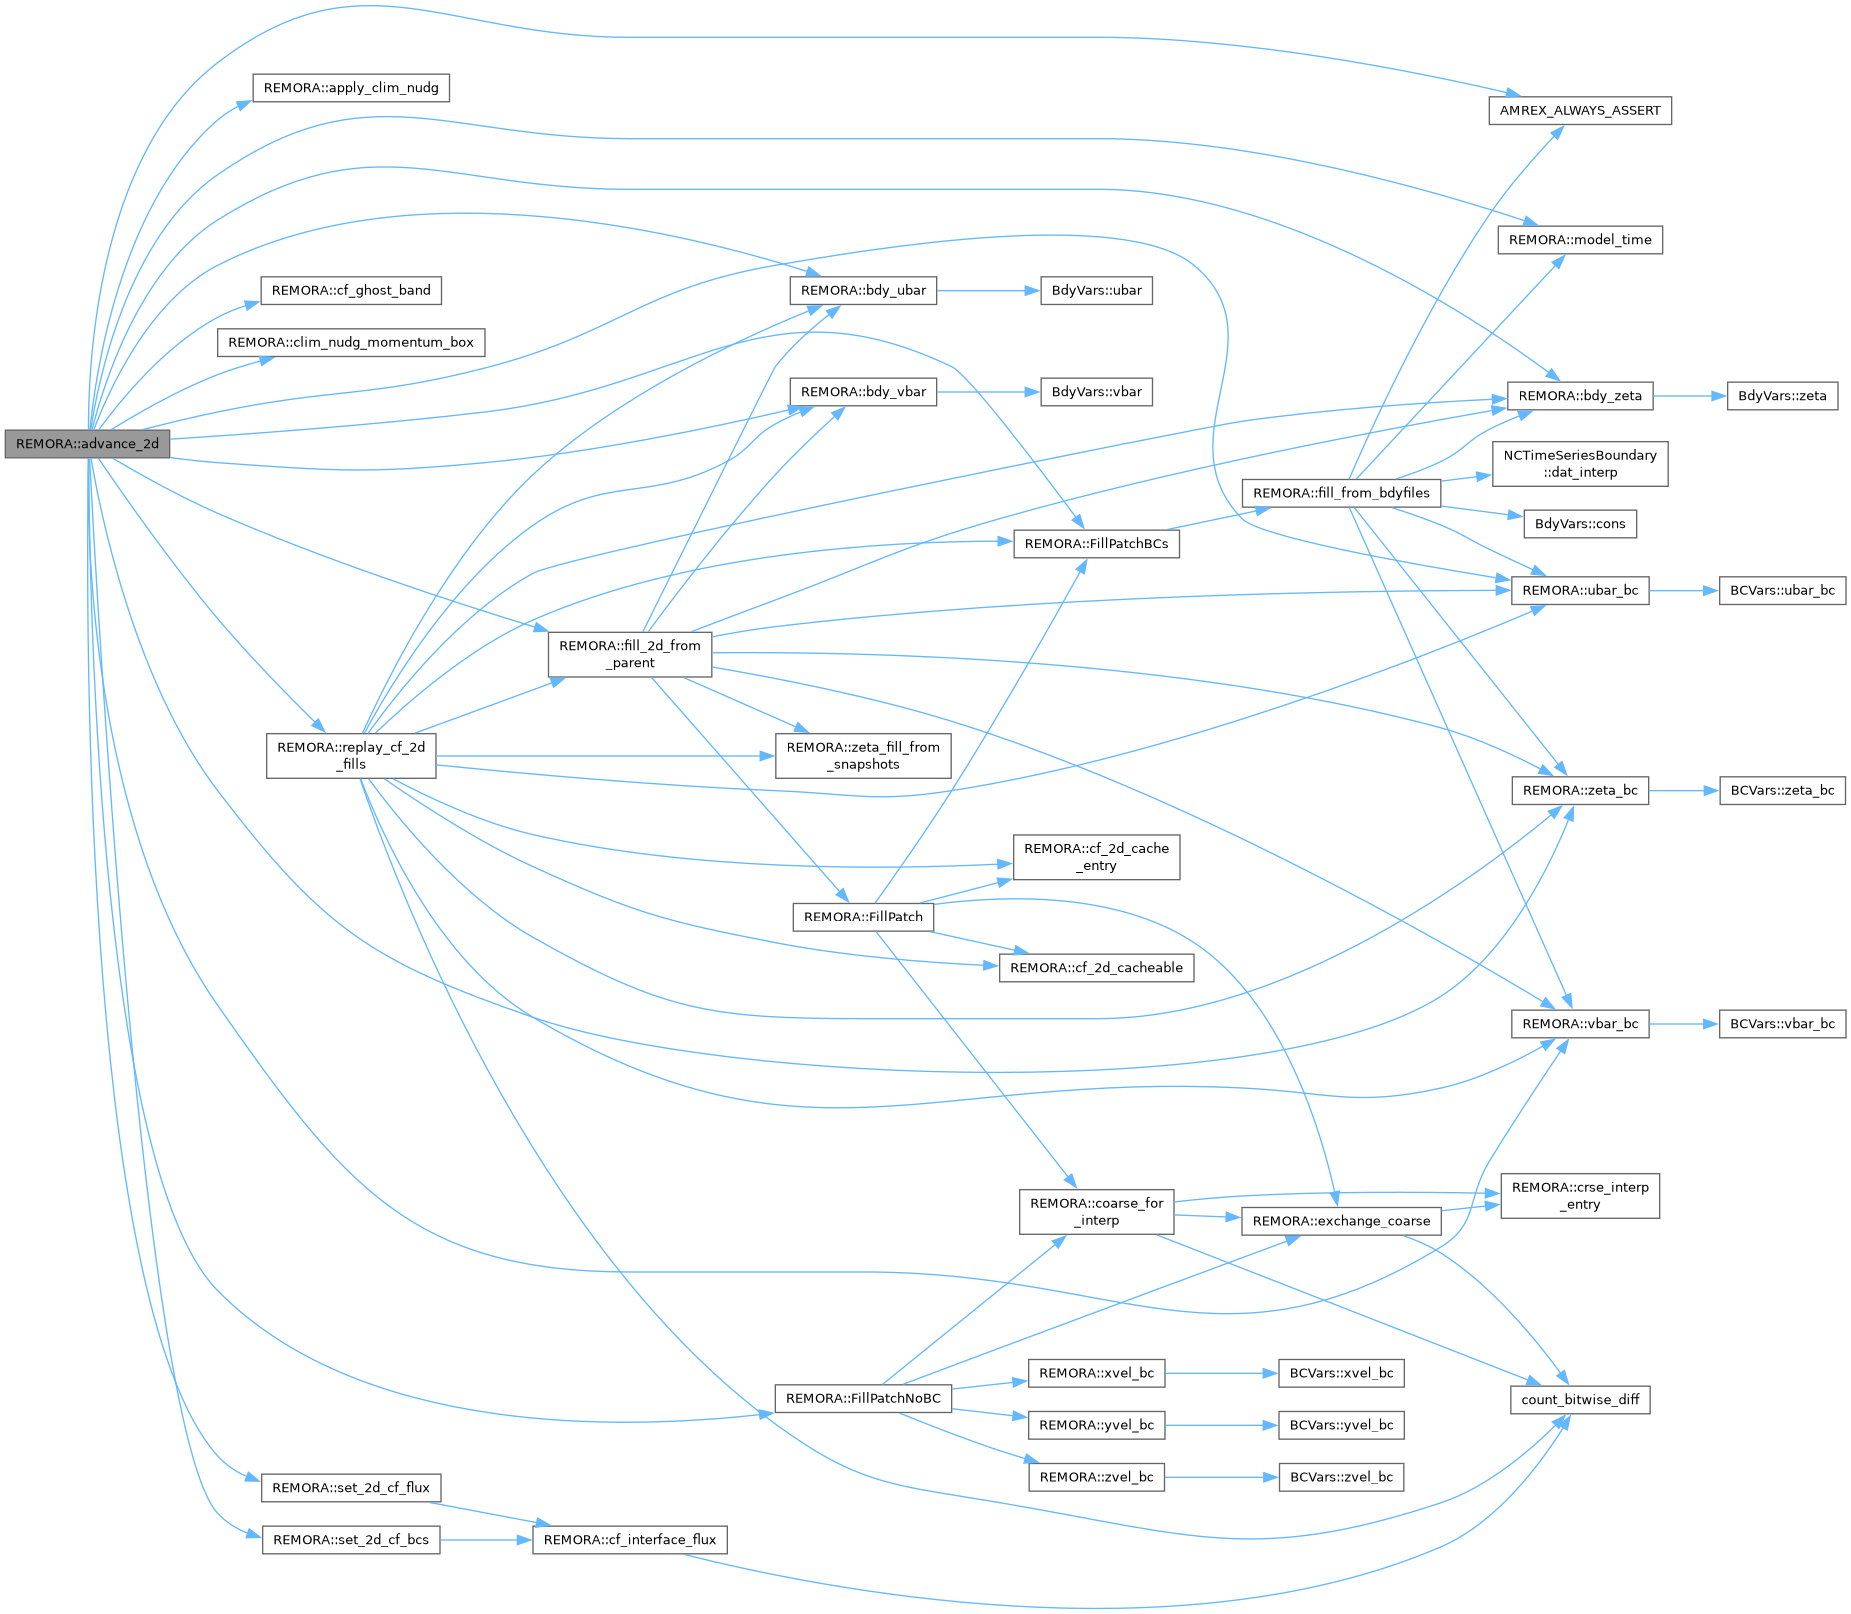 REMORA::advance_2d
REMORA::apply_clim_nudg
REMORA::cf_ghost_band
REMORA::clim_nudg_momentum_box
REMORA::replay_cf_2d
_fills
REMORA::set_2d_cf_flux
REMORA::set_2d_cf_bcs
REMORA::fill_2d_from
_parent
REMORA::cf_interface_flux
REMORA::bdy_ubar
REMORA::bdy_vbar
REMORA::zeta_fill_from
_snapshots
REMORA::FillPatch
REMORA::FillPatchNoBC
BdyVars::ubar
BdyVars::vbar
REMORA::FillPatchBCs
REMORA::cf_2d_cache
_entry
REMORA::cf_2d_cacheable
REMORA::coarse_for
_interp
REMORA::xvel_bc
REMORA::yvel_bc
REMORA::zvel_bc
REMORA::fill_from_bdyfiles
REMORA::exchange_coarse
BCVars::xvel_bc
BCVars::yvel_bc
BCVars::zvel_bc
AMREX_ALWAYS_ASSERT
REMORA::model_time
REMORA::bdy_zeta
NCTimeSeriesBoundary
::dat_interp
BdyVars::cons
REMORA::ubar_bc
REMORA::zeta_bc
REMORA::vbar_bc
REMORA::crse_interp
_entry
count_bitwise_diff
BdyVars::zeta
BCVars::ubar_bc
BCVars::zeta_bc
BCVars::vbar_bc